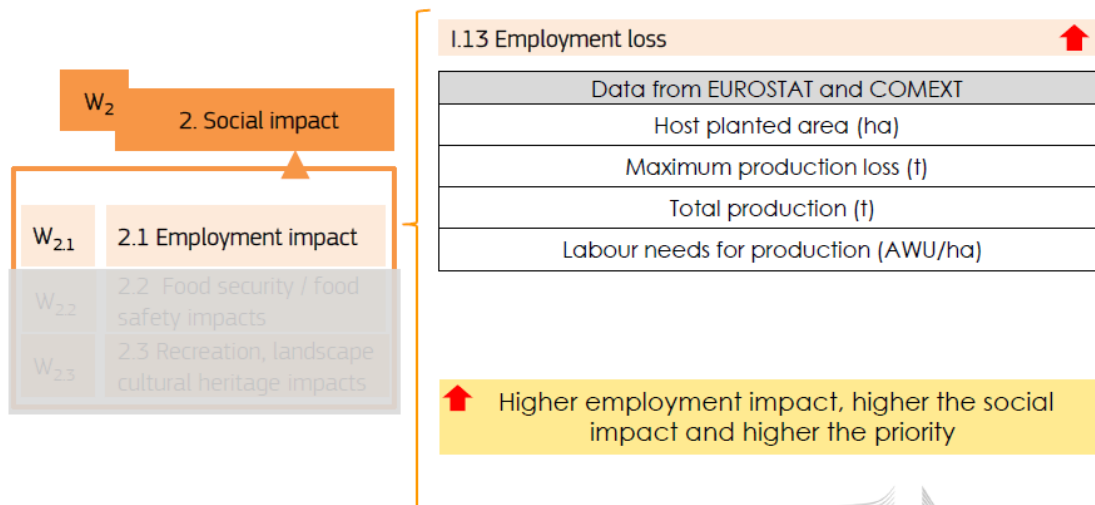 W2
2. Social impact
W2.1
2.1 Employment impact
W2.2
2.2 Food security / food
safety impacts
W2.3
2.3 Recreation, landscape
cultural heritage impacts
I.13 Employment loss
Data from EUROSTAT and COMEXT
Host planted area (ha)
Maximum production loss (t)
Total production (t)
Labour needs for production (AWU/ha)
Higher employment impact, higher the social
impact and higher the priority